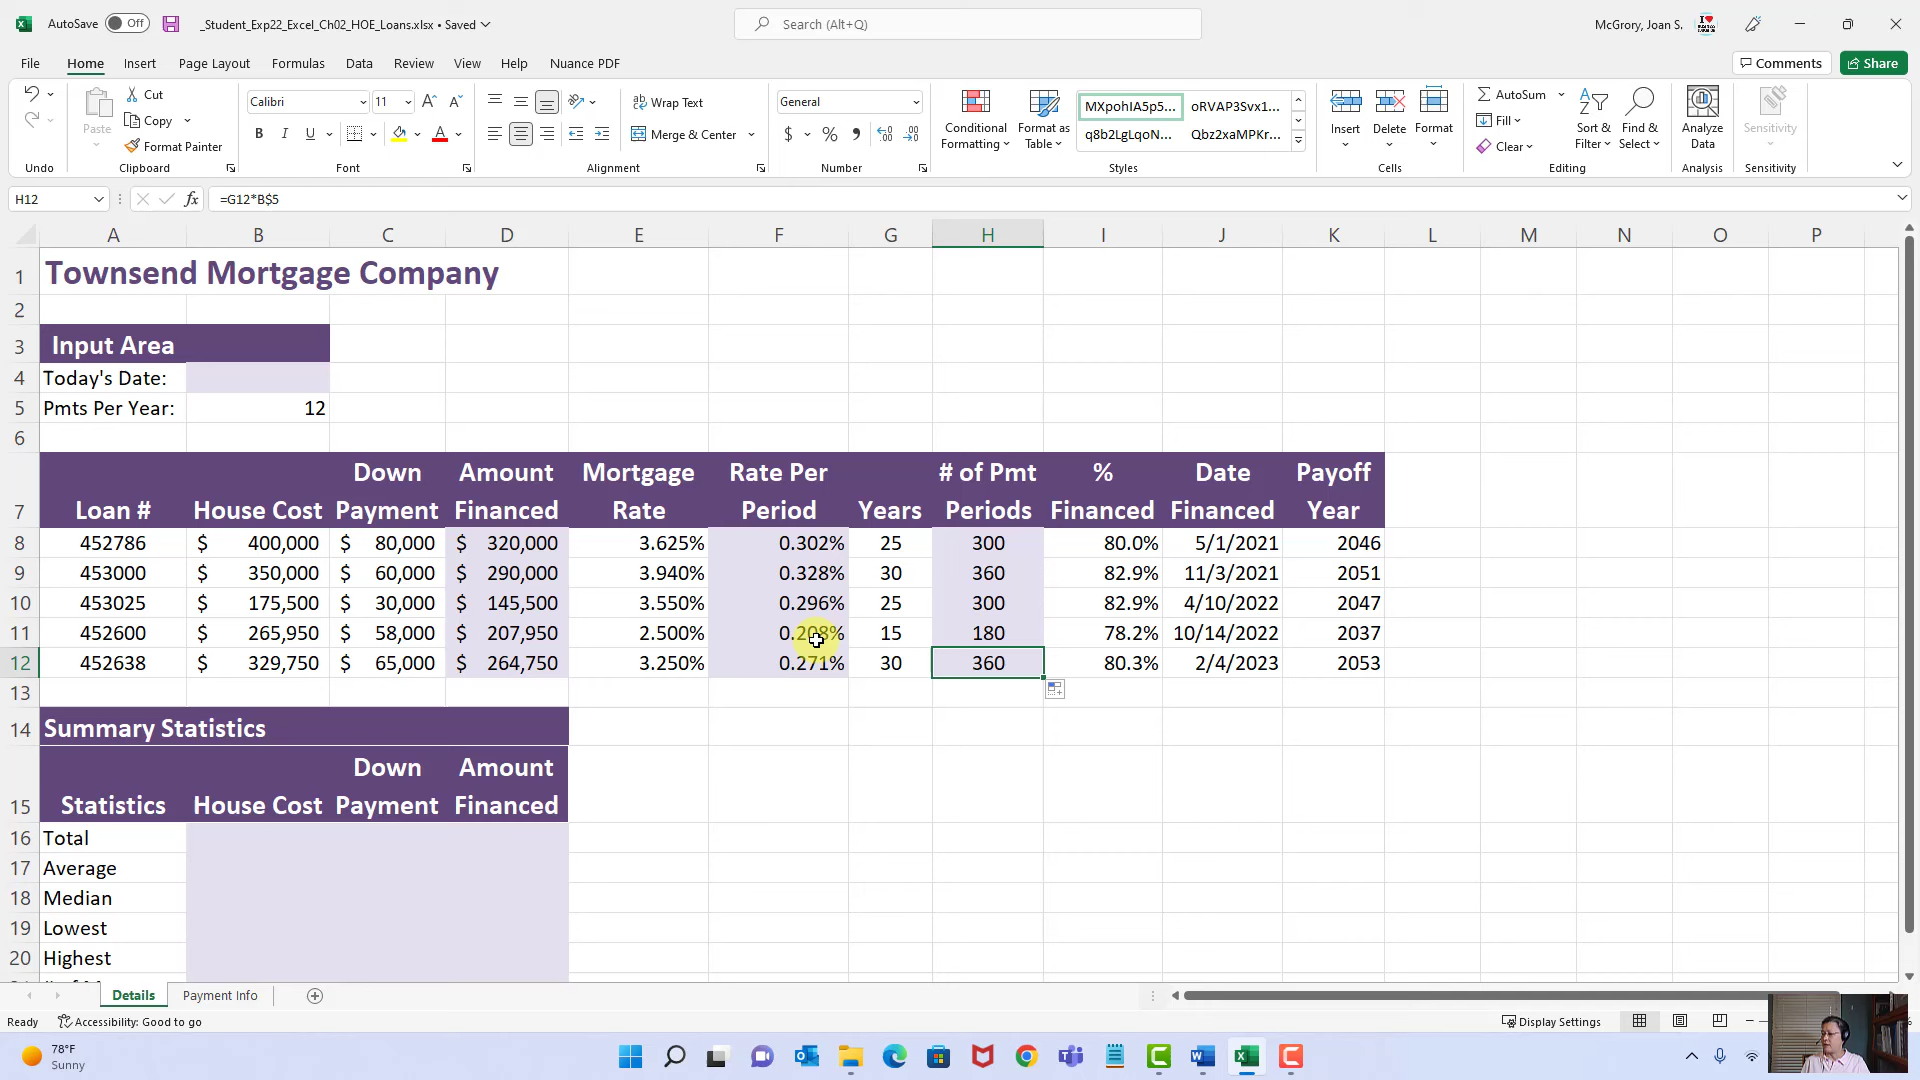 AutoSave Off _Student_Exp22_Excel_Ch02_HOE_Loans.xlsx • Saved Search (Alt+Q) McGrory, Joan S.
File Home Insert Page Layout Formulas Data Review View Help Nuance PDF Comments Share
Undo
Paste Cut Copy Format Painter
Clipboard
Calibri 11
B I U A
Font
Wrap Text
Merge & Center
Alignment
General
$ % ,
Number
Conditional Formatting
Format as Table
MXpohIA5p5... oRVAP3Svx1...
q8b2LgLqoN... Qbz2xaMPKr...
Styles
Insert Delete Format
Cells
AutoSum
Fill
Clear
Sort & Filter
Find & Select
Editing
Analyze Data
Analysis
Sensitivity
Sensitivity
H12 fx =G12*B$5
A B C D E F G H I J K L M N O P
1 Townsend Mortgage Company
2
3 Input Area
4 Today's Date:
5 Pmts Per Year: 12
6
Down Amount Mortgage Rate Per # of Pmt % Date Payoff
7 Loan # House Cost Payment Financed Rate Period Years Periods Financed Financed Year
8 452786 $ 400,000 $ 80,000 $ 320,000 3.625% 0.302% 25 300 80.0% 5/1/2021 2046
9 453000 $ 350,000 $ 60,000 $ 290,000 3.940% 0.328% 30 360 82.9% 11/3/2021 2051
10 453025 $ 175,500 $ 30,000 $ 145,500 3.550% 0.296% 25 300 82.9% 4/10/2022 2047
11 452600 $ 265,950 $ 58,000 $ 207,950 2.500% 0.208% 15 180 78.2% 10/14/2022 2037
12 452638 $ 329,750 $ 65,000 $ 264,750 3.250% 0.271% 30 360 80.3% 2/4/2023 2053
13
14 Summary Statistics
Down Amount
15 Statistics House Cost Payment Financed
16 Total
17 Average
18 Median
19 Lowest
20 Highest
Details Payment Info
Ready Accessibility: Good to go Display Settings
78°F
Sunny